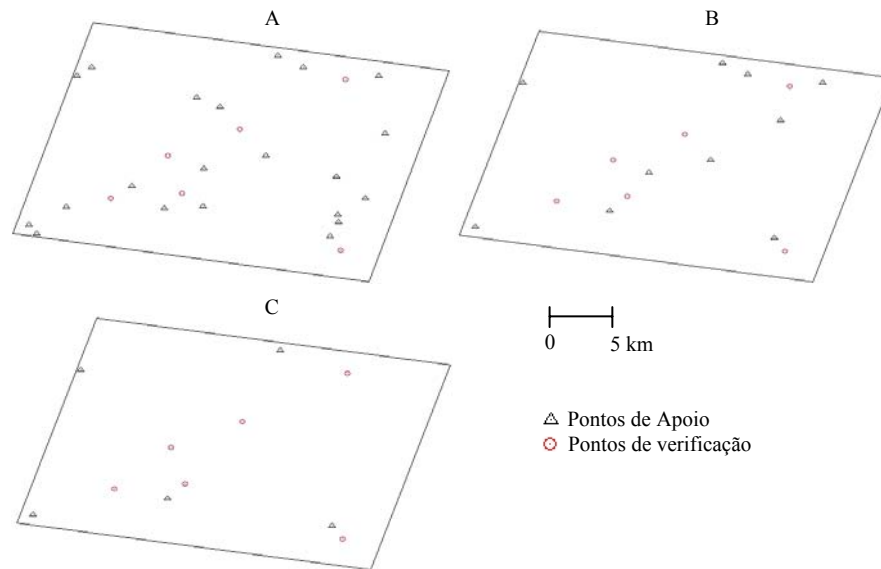 A
B
C
0 5 km
Pontos de Apoio
Pontos de verificação